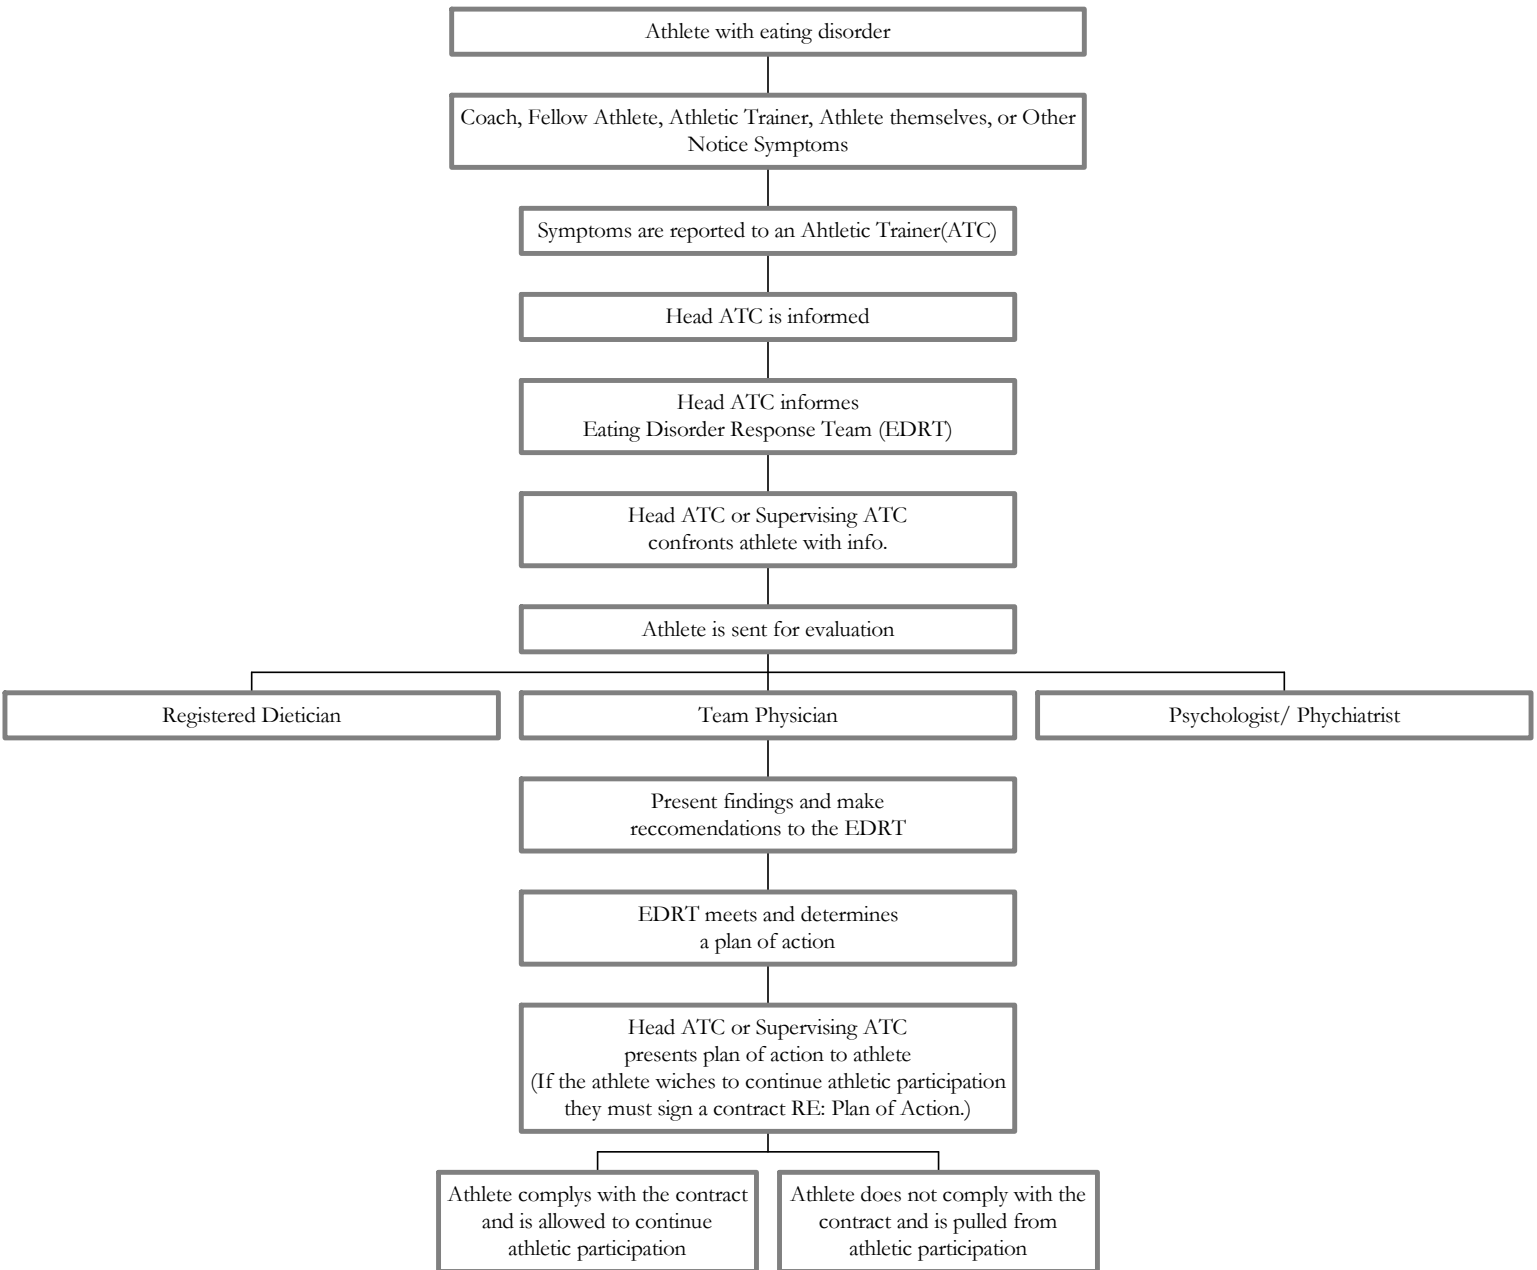 Athlete with eating disorder
Coach, Fellow Athlete, Athletic Trainer, Athlete themselves, or Other
Notice Symptoms
Symptoms are reported to an Ahtletic Trainer(ATC)
Head ATC is informed
Head ATC informes
Eating Disorder Response Team (EDRT)
Head ATC or Supervising ATC
confronts athlete with info.
Athlete is sent for evaluation
Registered Dietician
Team Physician
Psychologist/ Phychiatrist
Present findings and make
reccomendations to the EDRT
EDRT meets and determines
a plan of action
Head ATC or Supervising ATC
presents plan of action to athlete
(If the athlete wiches to continue athletic participation
they must sign a contract RE: Plan of Action.)
Athlete complys with the contract
and is allowed to continue
athletic participation
Athlete does not comply with the
contract and is pulled from
athletic participation